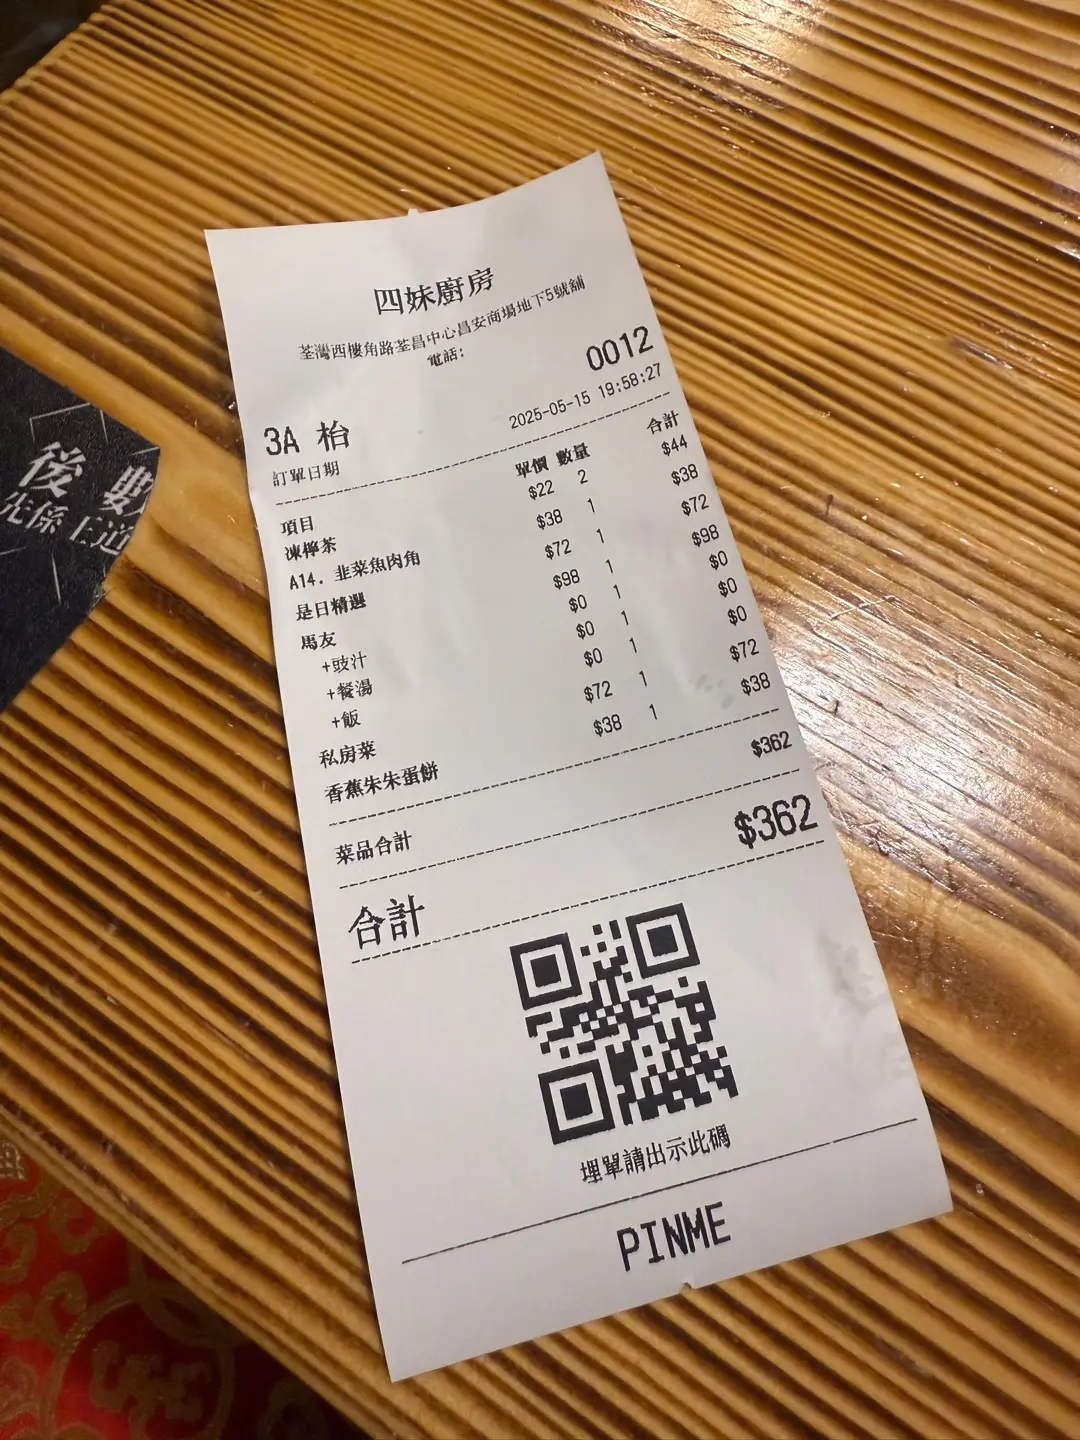 四妹廚房
荃灣西樓角路荃昌中心昌安商場地下5號舖
電話:
0012
3A 枱
訂單日期 2025-05-15 19:58:27
項目 單價 數量 合計
凍檸茶 $22 2 $44
A14. 韭菜魚肉角 $38 1 $38
是日精選 $72 1 $72
馬友 $98 1 $98
+豉汁 $0 1 $0
+餐湯 $0 1 $0
+飯 $0 1 $0
私房菜 $72 1 $72
香蕉朱朱蛋餅 $38 1 $38
菜品合計 $362
合計 $362
埋單請出示此碼
PINME
後 數
先係王道